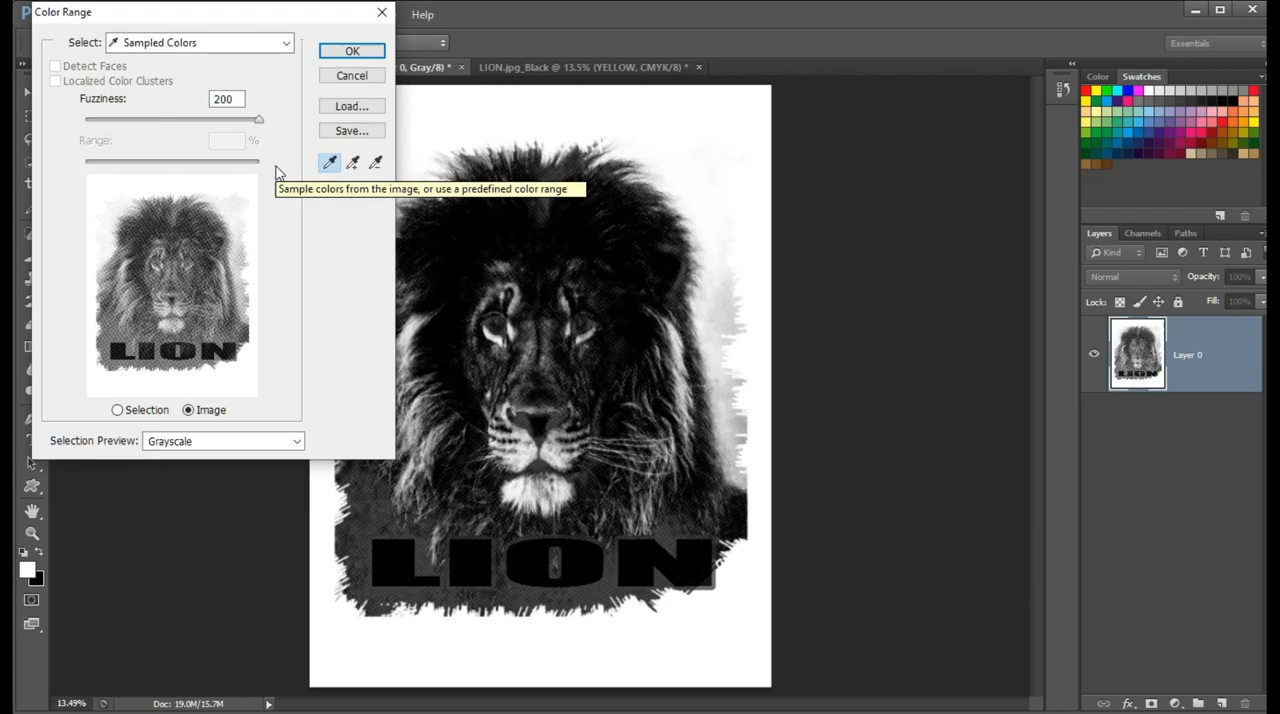 Color Range
Help
Select: Sampled Colors
Detect Faces
Localized Color Clusters
Fuzziness: 200
Range: %
OK
Cancel
Load...
Save...
Sample colors from the image, or use a predefined color range
LION
Selection Image
Selection Preview: Grayscale
0, Gray/8) * ×
LION.jpg_Black @ 13.5% (YELLOW, CMYK/8) * ×
LION
Essentials
Color Swatches
Layers Channels Paths
Kind
Normal Opacity: 100%
Lock: Fill: 100%
LION
Layer 0
13.49% Doc: 19.0M/15.7M